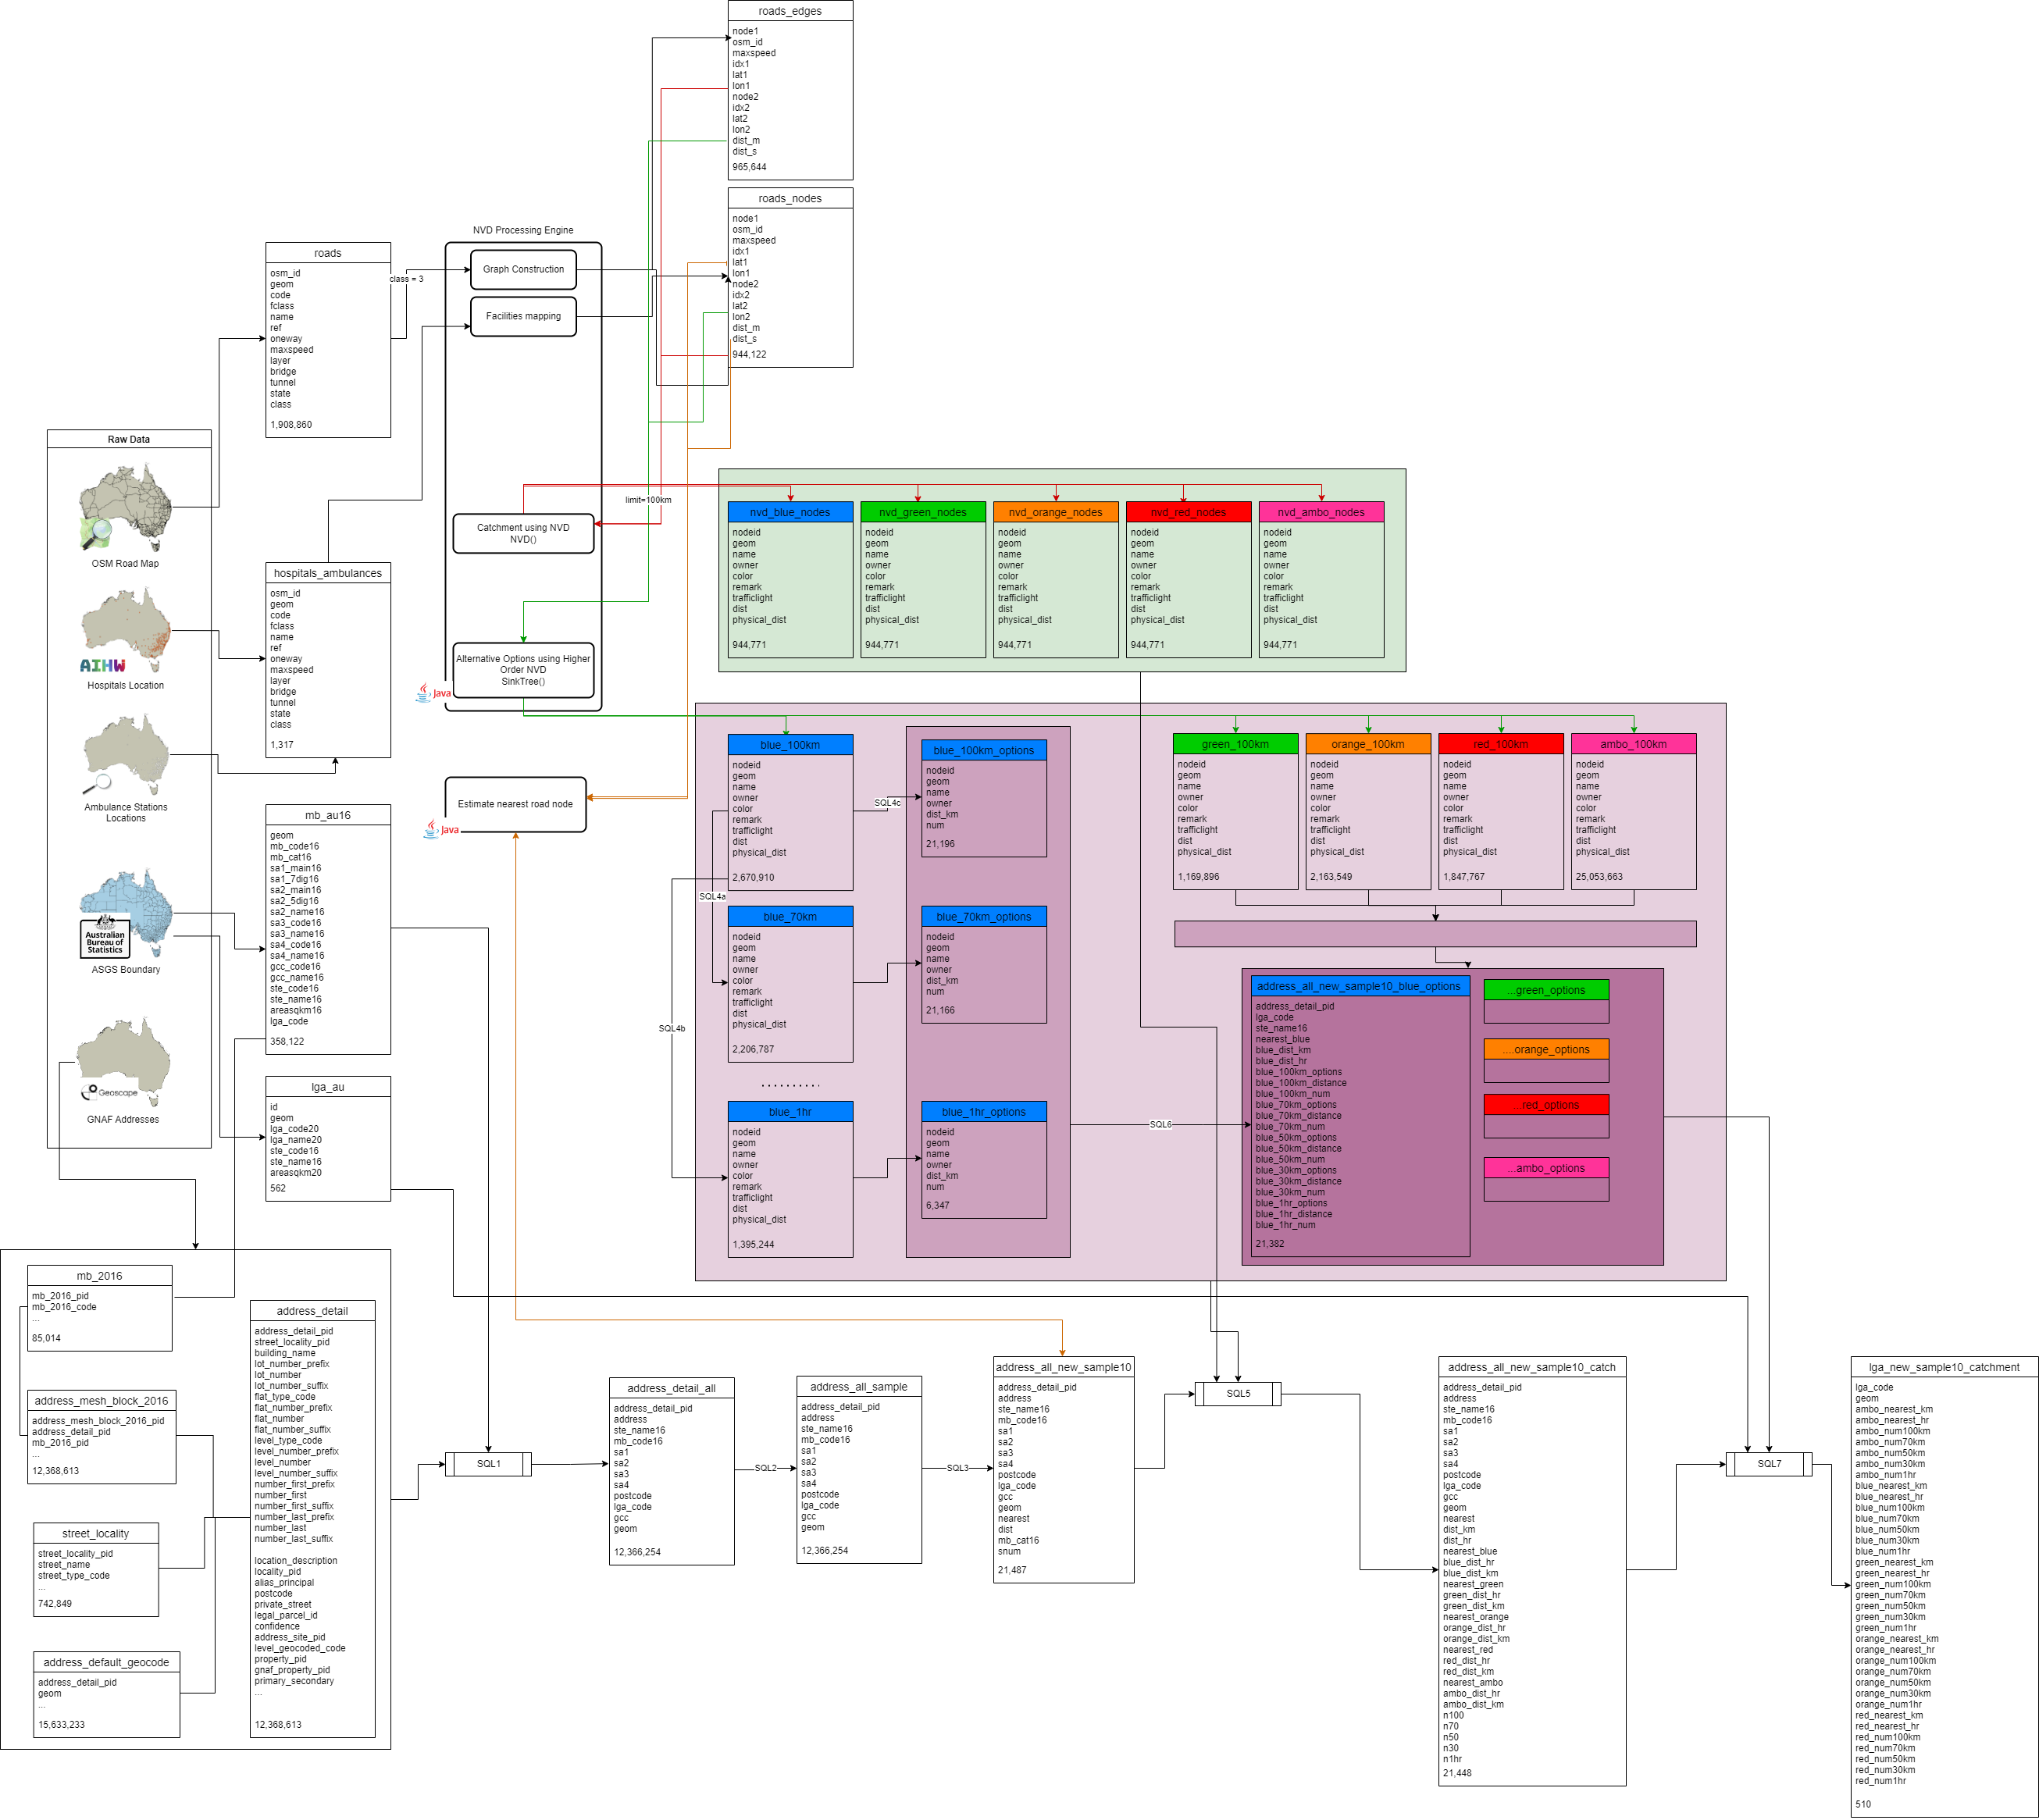 roads_edges
node1
osm_id
maxspeed
idx1
lat1
lon1
node2
idx2
lat2
lon2
dist_m
dist_s
965,644
roads_nodes
node1
osm_id
maxspeed
idx1
lat1
lon1
node2
idx2
lat2
lon2
dist_m
dist_s
944,122
NVD Processing Engine
Graph Construction
Facilities mapping
Catchment using NVD
NVD()
Alternative Options using Higher
Order NVD
SinkTree()
Java
class = 3
limit=100km
roads
osm_id
geom
code
fclass
name
ref
oneway
maxspeed
layer
bridge
tunnel
state
class
1,908,860
Raw Data
OSM Road Map
AIHW
Hospitals Location
Ambulance Stations
Locations
Australian
Bureau of
Statistics
ASGS Boundary
Geoscape
GNAF Addresses
hospitals_ambulances
osm_id
geom
code
fclass
name
ref
oneway
maxspeed
layer
bridge
tunnel
state
class
1,317
mb_au16
geom
mb_code16
mb_cat16
sa1_main16
sa1_7dig16
sa2_main16
sa2_5dig16
sa2_name16
sa3_code16
sa3_name16
sa4_code16
sa4_name16
gcc_code16
gcc_name16
ste_code16
ste_name16
areasqkm16
lga_code
358,122
lga_au
id
geom
lga_code20
lga_name20
ste_code16
ste_name16
areasqkm20
562
Estimate nearest road node
Java
nvd_blue_nodes
nodeid
geom
name
owner
color
remark
trafficlight
dist
physical_dist
944,771
nvd_green_nodes
nodeid
geom
name
owner
color
remark
trafficlight
dist
physical_dist
944,771
nvd_orange_nodes
nodeid
geom
name
owner
color
remark
trafficlight
dist
physical_dist
944,771
nvd_red_nodes
nodeid
geom
name
owner
color
remark
trafficlight
dist
physical_dist
944,771
nvd_ambo_nodes
nodeid
geom
name
owner
color
remark
trafficlight
dist
physical_dist
944,771
blue_100km
nodeid
geom
name
owner
color
remark
trafficlight
dist
physical_dist
2,670,910
SQL4c
SQL4a
SQL4b
blue_100km_options
nodeid
geom
name
owner
dist_km
num
21,196
blue_70km
nodeid
geom
name
owner
color
remark
trafficlight
dist
physical_dist
2,206,787
blue_70km_options
nodeid
geom
name
owner
dist_km
num
21,166
.........
blue_1hr
nodeid
geom
name
owner
color
remark
trafficlight
dist
physical_dist
1,395,244
blue_1hr_options
nodeid
geom
name
owner
dist_km
num
6,347
SQL6
green_100km
nodeid
geom
name
owner
color
remark
trafficlight
dist
physical_dist
1,169,896
orange_100km
nodeid
geom
name
owner
color
remark
trafficlight
dist
physical_dist
2,163,549
red_100km
nodeid
geom
name
owner
color
remark
trafficlight
dist
physical_dist
1,847,767
ambo_100km
nodeid
geom
name
owner
color
remark
trafficlight
dist
physical_dist
25,053,663
address_all_new_sample10_blue_options
address_detail_pid
lga_code
ste_name16
nearest_blue
blue_dist_km
blue_dist_hr
blue_100km_options
blue_100km_distance
blue_100km_num
blue_70km_options
blue_70km_distance
blue_70km_num
blue_50km_options
blue_50km_distance
blue_50km_num
blue_30km_options
blue_30km_distance
blue_30km_num
blue_1hr_options
blue_1hr_distance
blue_1hr_num
21,382
...green_options
....orange_options
...red_options
...ambo_options
mb_2016
mb_2016_pid
mb_2016_code
...
85,014
address_mesh_block_2016
address_mesh_block_2016_pid
address_detail_pid
mb_2016_pid
...
12,368,613
street_locality
street_locality_pid
street_name
street_type_code
...
742,849
address_default_geocode
address_detail_pid
geom
...
15,633,233
address_detail
address_detail_pid
street_locality_pid
building_name
lot_number_prefix
lot_number
lot_number_suffix
flat_type_code
flat_number_prefix
flat_number
flat_number_suffix
level_type_code
level_number_prefix
level_number
level_number_suffix
number_first_prefix
number_first
number_first_suffix
number_last_prefix
number_last
number_last_suffix
location_description
locality_pid
alias_principal
postcode
private_street
legal_parcel_id
confidence
address_site_pid
level_geocoded_code
property_pid
gnaf_property_pid
primary_secondary
...
12,368,613
SQL1
address_detail_all
address_detail_pid
address
ste_name16
mb_code16
sa1
sa2
sa3
sa4
postcode
lga_code
gcc
geom
12,366,254
SQL2
address_all_sample
address_detail_pid
address
ste_name16
mb_code16
sa1
sa2
sa3
sa4
postcode
lga_code
gcc
geom
12,366,254
SQL3
address_all_new_sample10
address_detail_pid
address
ste_name16
mb_code16
sa1
sa2
sa3
sa4
postcode
lga_code
gcc
geom
nearest
dist
mb_cat16
snum
21,487
SQL5
address_all_new_sample10_catch
address_detail_pid
address
ste_name16
mb_code16
sa1
sa2
sa3
sa4
postcode
lga_code
gcc
geom
nearest
dist_km
dist_hr
nearest_blue
blue_dist_hr
blue_dist_km
nearest_green
green_dist_hr
green_dist_km
nearest_orange
orange_dist_hr
orange_dist_km
nearest_red
red_dist_hr
red_dist_km
nearest_ambo
ambo_dist_hr
ambo_dist_km
n100
n70
n50
n30
n1hr
21,448
SQL7
lga_new_sample10_catchment
lga_code
geom
ambo_nearest_km
ambo_nearest_hr
ambo_num100km
ambo_num70km
ambo_num50km
ambo_num30km
ambo_num1hr
blue_nearest_km
blue_nearest_hr
blue_num100km
blue_num70km
blue_num50km
blue_num30km
blue_num1hr
green_nearest_km
green_nearest_hr
green_num100km
green_num70km
green_num50km
green_num30km
green_num1hr
orange_nearest_km
orange_nearest_hr
orange_num100km
orange_num70km
orange_num50km
orange_num30km
orange_num1hr
red_nearest_km
red_nearest_hr
red_num100km
red_num70km
red_num50km
red_num30km
red_num1hr
510